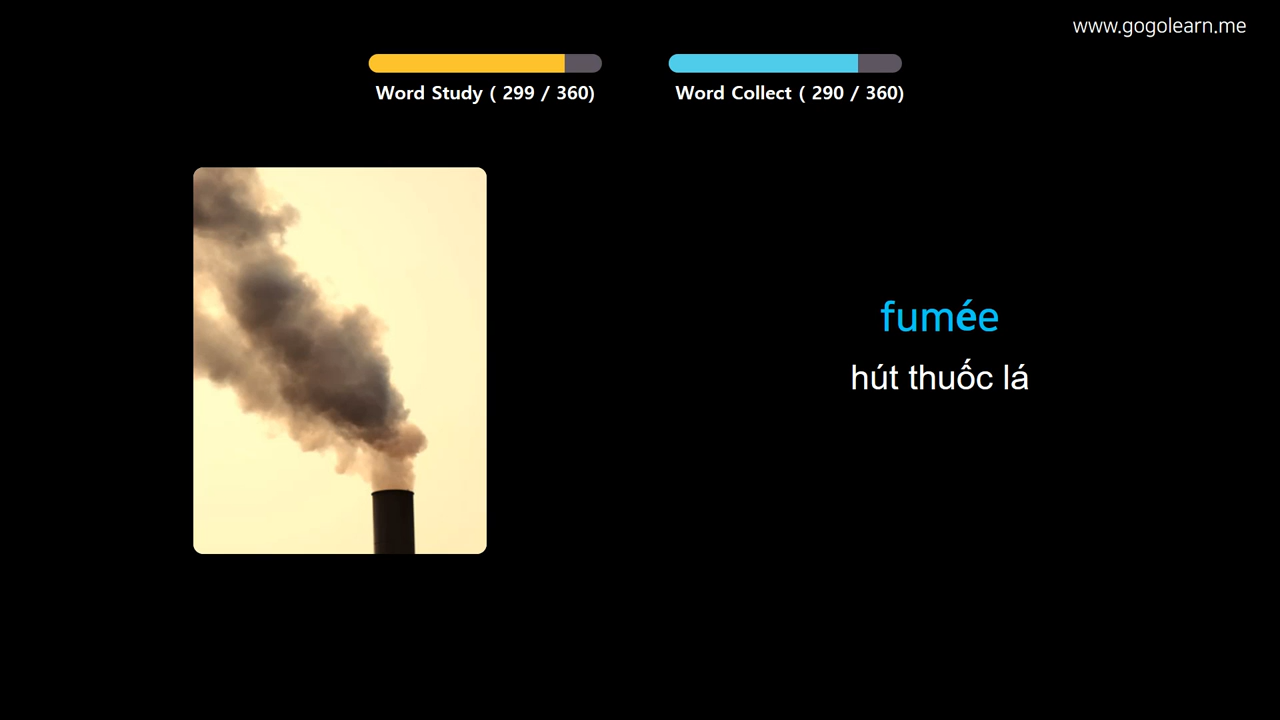 www.gogolearn.me
Word Study ( 299 / 360)
Word Collect ( 290 / 360)
fumée
hút thuốc lá